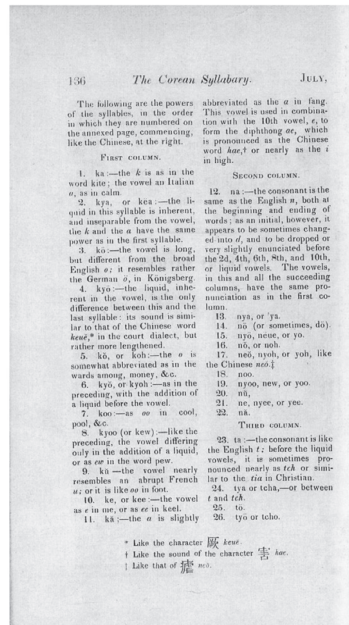 136
The Corean Syllabary.
JULY,
The following are the powers
of the syllables, in the order
in which they are numbered on
the annexed page, commencing,
like the Chinese, at the right.
FIRST COLUMN.
1. ka:—the k is as in the
word kite; the vowel an Italian
a, as in calm.
2. kya, or kea:—the li-
quid in this syllable is inherent,
and inseparable from the vowel,
the k and the a have the same
power as in the first syllable.
3. kö:—the vowel is long,
but different from the broad
English o; it resembles rather
the German ö, in Königsberg.
4. kyö:—the liquid, inhe-
rent in the vowel, is the only
difference between this and the
last syllable: its sound is simi-
lar to that of the Chinese word
keuĕ,* in the court dialect, but
rather more lengthened.
5. kŏ, or koh:—the o is
somewhat abbreviated as in the
wards among, money, &c.
6. kyŏ, or kyoh:—as in the
preceding, with the addition of
a liquid before the vowel.
7. koo:—as oo in cool,
pool, &c.
8. kyoo (or kew):—like the
preceding, the vowel differing
only in the addition of a liquid,
or as ew in the word pew.
9. kŭ—the vowel nearly
resembles an abrupt French
u; or it is like oo in foot.
10. ke, or kee:—the vowel
as e in me, or as ee in keel.
11. kă:—the a is slightly
abbreviated as the a in fang.
This vowel is used in combina-
tion with the 10th vowel, e, to
form the diphthong ae, which
is pronounced as the Chinese
word hae,† or nearly as the i
in high.
SECOND COLUMN.
12. na:—the consonant is the
same as the English n, both at
the beginning and ending of
words; as an initial, however, it
appears to be sometimes chang-
ed into d, and to be dropped or
very slightly enunciated before
the 2d, 4th, 6th, 8th, and 10th,
or liquid vowels. The vowels,
in this and all the succeeding
columns, have the same pro-
nunciation as in the first co-
lumn.
13. nya, or 'ya.
14. nö (or sometimes, dö).
15. nyö, neue, or yo.
16. nŏ, or noh.
17. neŏ, nyoh, or yoh, like
the Chinese neŏ.‡
18. noo.
19. nyoo, new, or yoo.
20. nŭ,
21. ne, nyee, or yee.
22. nă.
THIRD COLUMN.
23. ta:—the consonant is like
the English t; before the liquid
vowels, it is sometimes pro-
nounced nearly as tch or simi-
lar to the tia in Christian.
24. tya or tcha,—or between
t and tch.
25. tö.
26. työ or tcho.
* Like the character 厥 keuĕ.
† Like the sound of the character 害 hae.
‡ Like that of 瘧 neŏ.